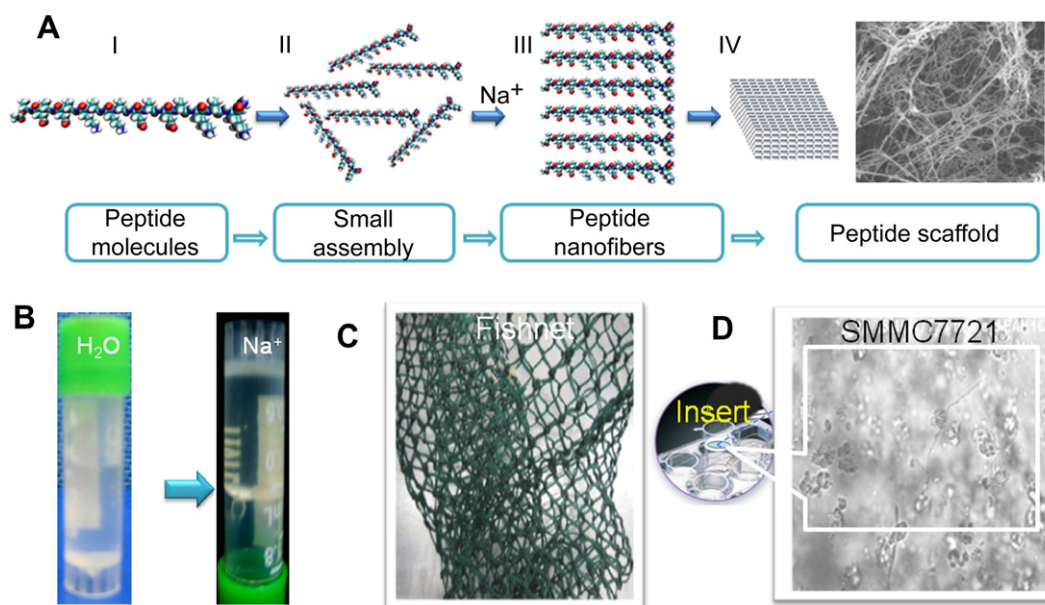 A
I
II
III
IV
Na⁺
Peptide
molecules
Small
assembly
Peptide
nanofibers
Peptide scaffold
B
H₂O
Na⁺
C
Fishnet
D
Insert
SMMC7721